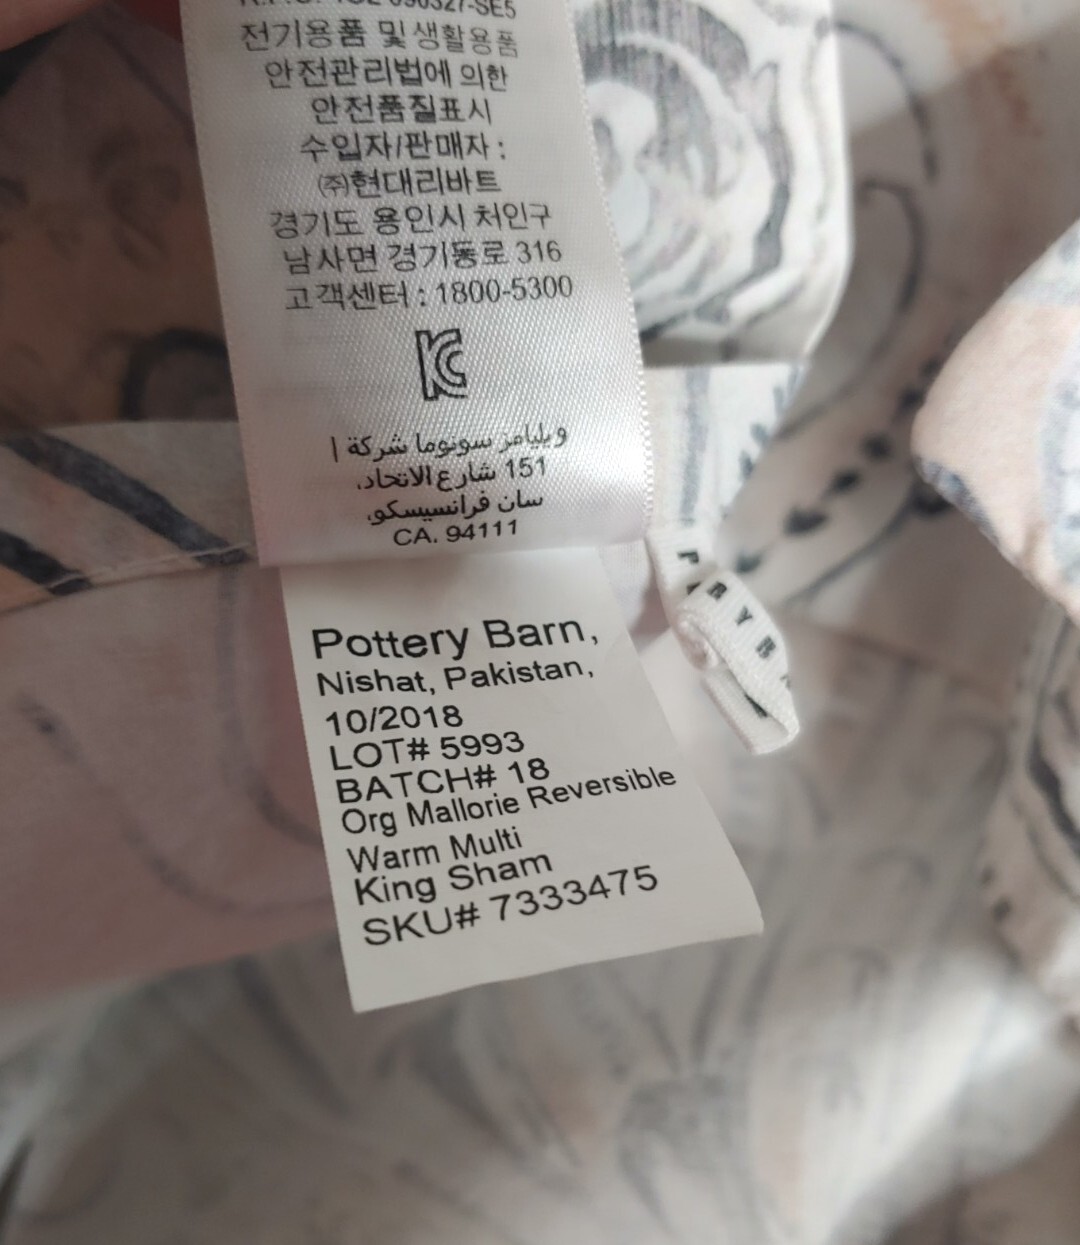 전기용품 및 생활용품
안전관리법에 의한
안전품질표시
수입자/판매자 :
㈜현대리바트
경기도 용인시 처인구
남사면 경기동로 316
고객센터 : 1800-5300
KC
ويليامز سونوما شركة |
151 شارع الاتحاد،
سان فرانسيسكو،
CA. 94111
Pottery Barn,
Nishat, Pakistan,
10/2018
LOT# 5993
BATCH# 18
Org Mallorie Reversible
Warm Multi
King Sham
SKU# 7333475